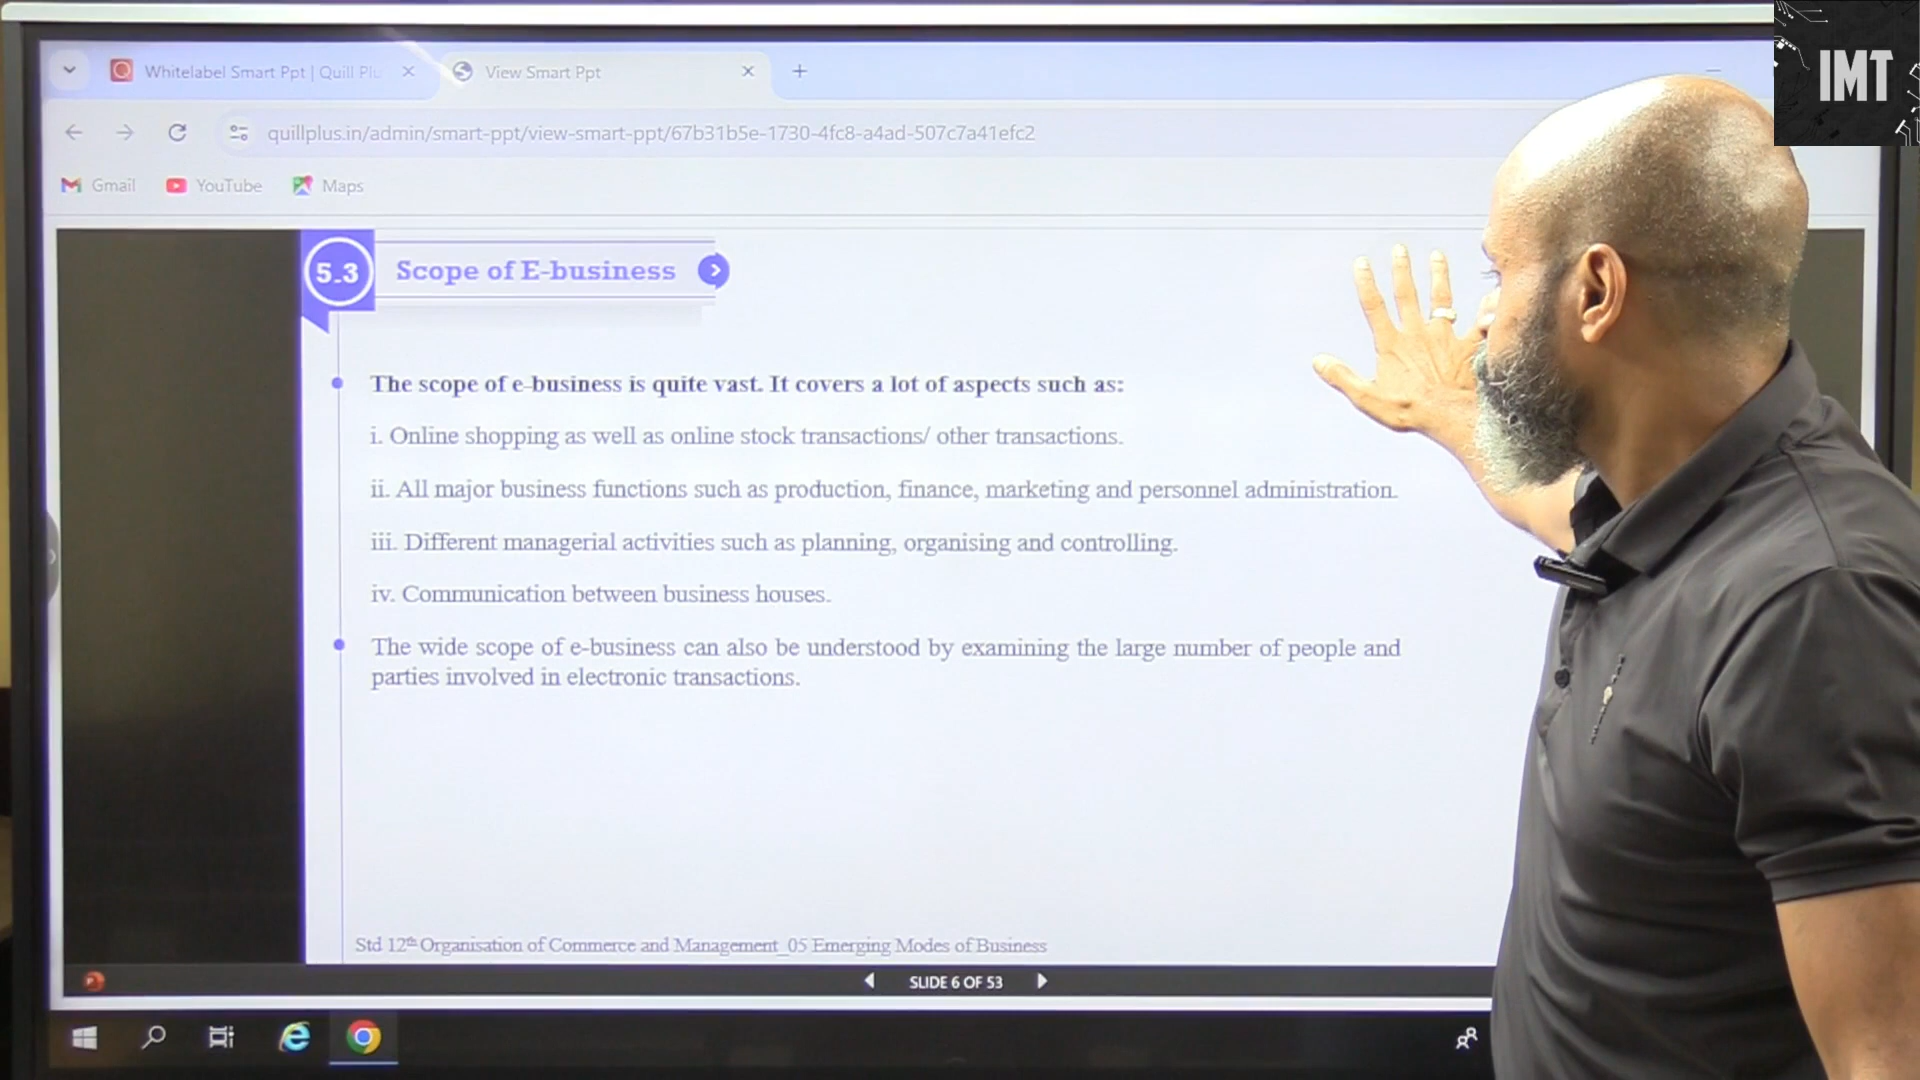 IMT
Whitelabel Smart Ppt | Quill Plu
View Smart Ppt
quillplus.in/admin/smart-ppt/view-smart-ppt/67b31b5e-1730-4fc8-a4ad-507c7a41efc2
Gmail YouTube Maps
5.3 Scope of E-business
The scope of e-business is quite vast. It covers a lot of aspects such as:
i. Online shopping as well as online stock transactions/ other transactions.
ii. All major business functions such as production, finance, marketing and personnel administration.
iii. Different managerial activities such as planning, organising and controlling.
iv. Communication between business houses.
The wide scope of e-business can also be understood by examining the large number of people and
parties involved in electronic transactions.
Std 12th Organisation of Commerce and Management_05 Emerging Modes of Business
SLIDE 6 OF 53